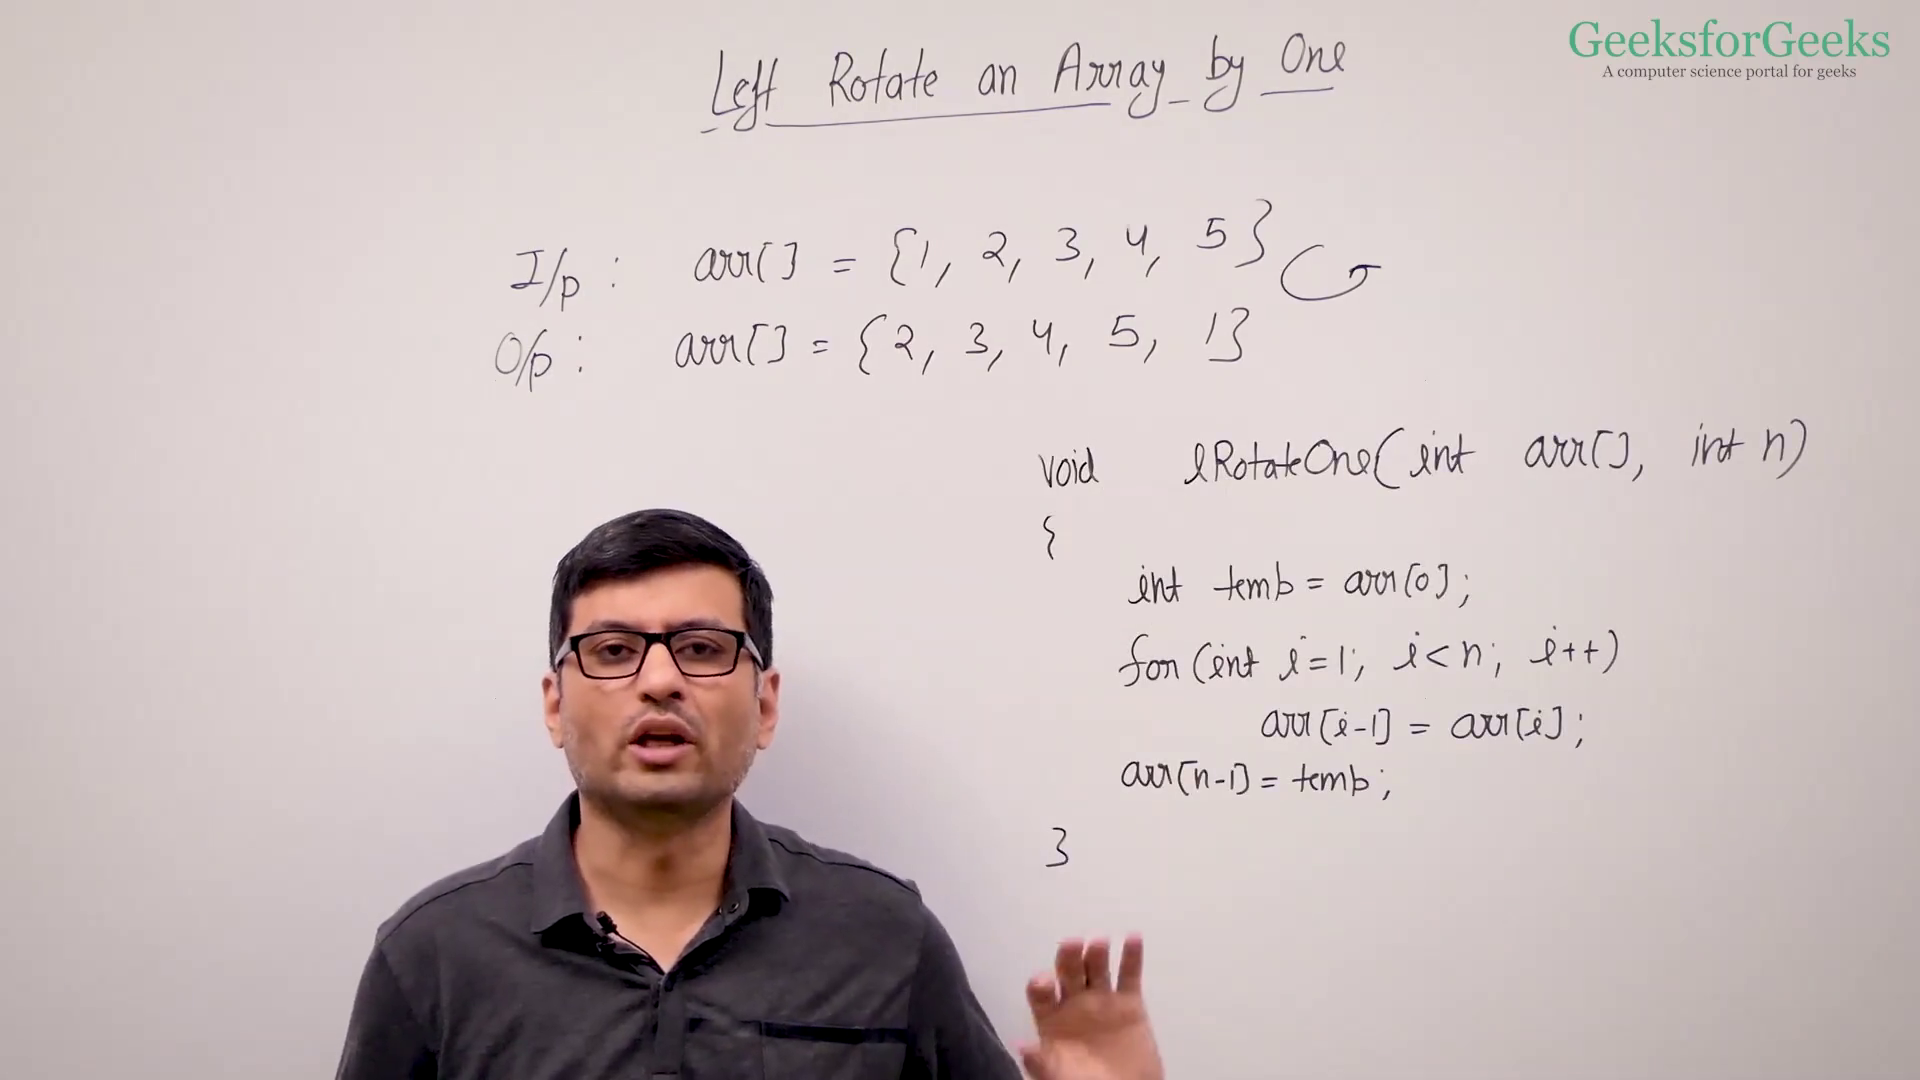 GeeksforGeeks
A computer science portal for geeks
Left Rotate an Array by One
I/p : arr[] = {1, 2, 3, 4, 5}
O/p : arr[] = {2, 3, 4, 5, 1}
void lRotateOne(int arr[], int n)
{
int temp = arr[0];
for (int i=1; i<n; i++)
arr[i-1] = arr[i];
arr[n-1] = temp;
}